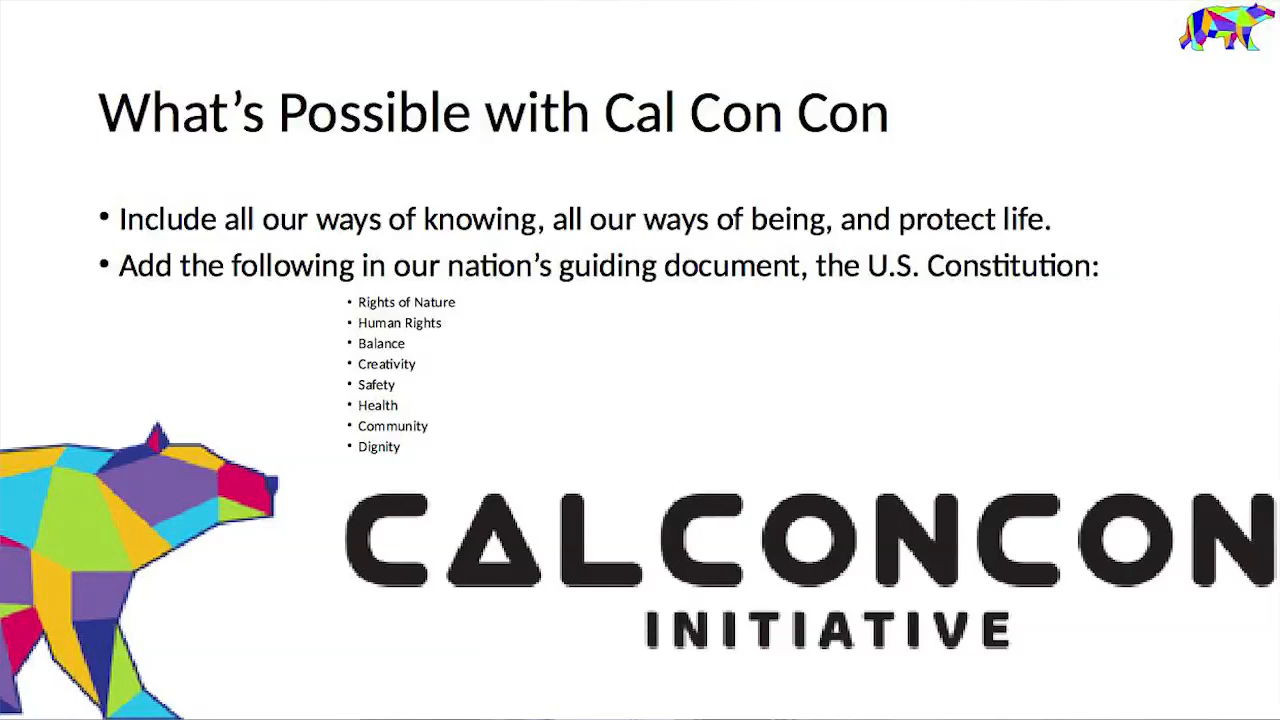 What’s Possible with Cal Con Con
• Include all our ways of knowing, all our ways of being, and protect life.
• Add the following in our nation’s guiding document, the U.S. Constitution:
• Rights of Nature
• Human Rights
• Balance
• Creativity
• Safety
• Health
• Community
• Dignity
CALCONCON
INITIATIVE